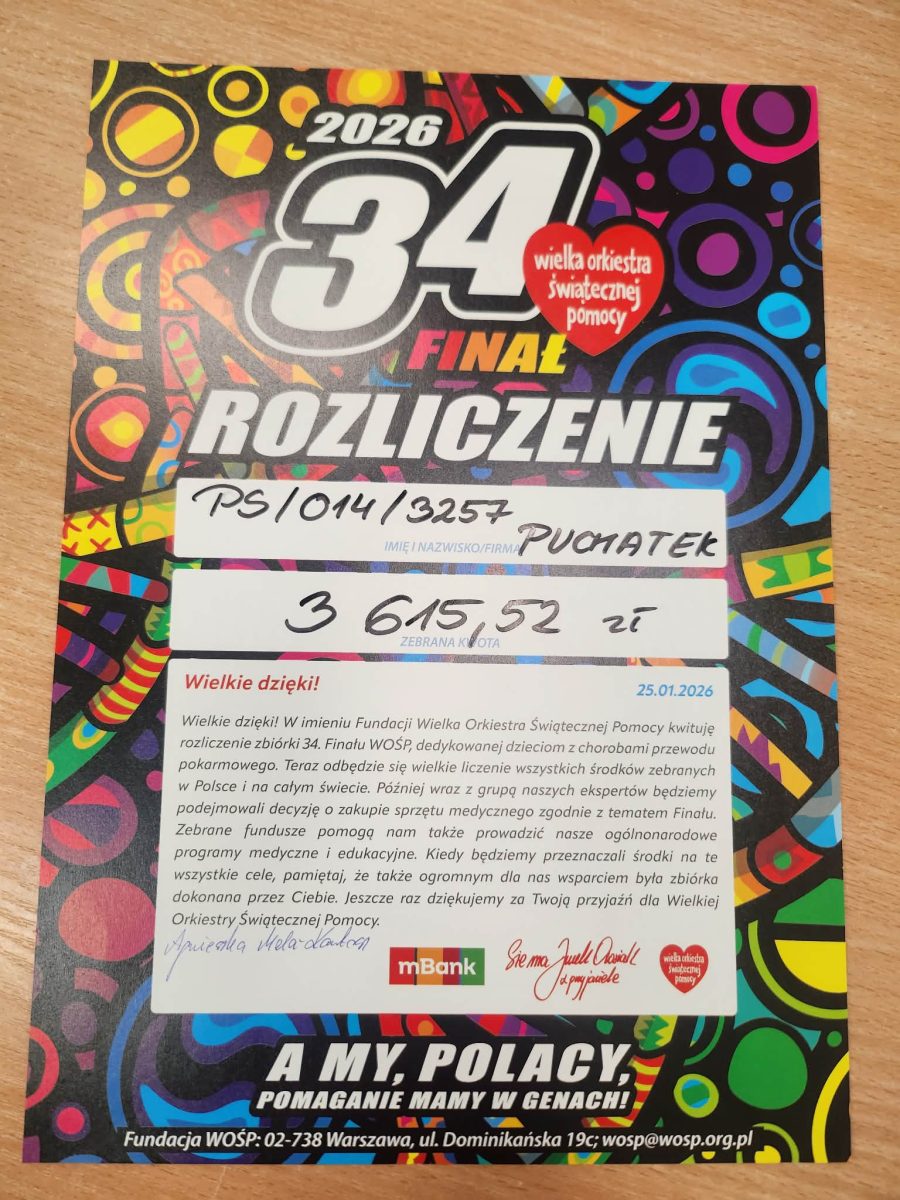 2026
34
wielka orkiestra
świątecznej
pomocy
FINAŁ
ROZLICZENIE
PS/014/3257
IMIĘ I NAZWISKO/FIRMA PUCHATEK
3 615,52 zł
ZEBRANA KWOTA
Wielkie dzięki!
25.01.2026
Wielkie dzięki! W imieniu Fundacji Wielka Orkiestra Świątecznej Pomocy kwituję
rozliczenie zbiórki 34. Finału WOŚP, dedykowanej dzieciom z chorobami przewodu
pokarmowego. Teraz odbędzie się wielkie liczenie wszystkich środków zebranych
w Polsce i na całym świecie. Później wraz z grupą naszych ekspertów będziemy
podejmowali decyzję o zakupie sprzętu medycznego zgodnie z tematem Finału.
Zebrane fundusze pomogą nam także prowadzić nasze ogólnonarodowe
programy medyczne i edukacyjne. Kiedy będziemy przeznaczali środki na te
wszystkie cele, pamiętaj, że także ogromnym dla nas wsparciem była zbiórka
dokonana przez Ciebie. Jeszcze raz dziękujemy za Twoją przyjaźń dla Wielkiej
Orkiestry Świątecznej Pomocy.
Agnieszka
mBank
Sie ma Jurek Owsiak
z przyjaciele
wielka orkiestra
świątecznej
pomocy
A MY, POLACY,
POMAGANIE MAMY W GENACH!
Fundacja WOŚP: 02-738 Warszawa, ul. Dominikańska 19c; wosp@wosp.org.pl